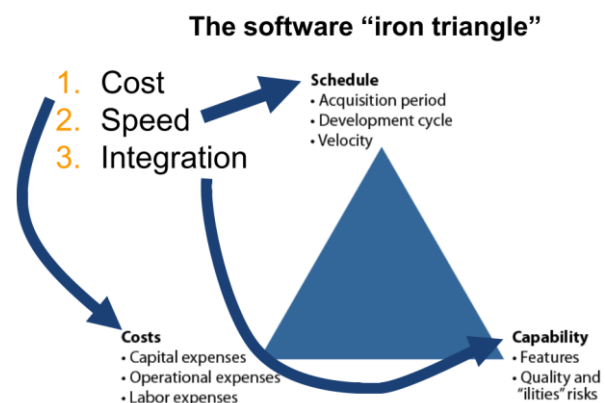 The software “iron triangle”
1. Cost
2. Speed
3. Integration
Schedule
• Acquisition period
• Development cycle
• Velocity
Costs
• Capital expenses
• Operational expenses
• Labor expenses
Capability
• Features
• Quality and
“ilities” risks